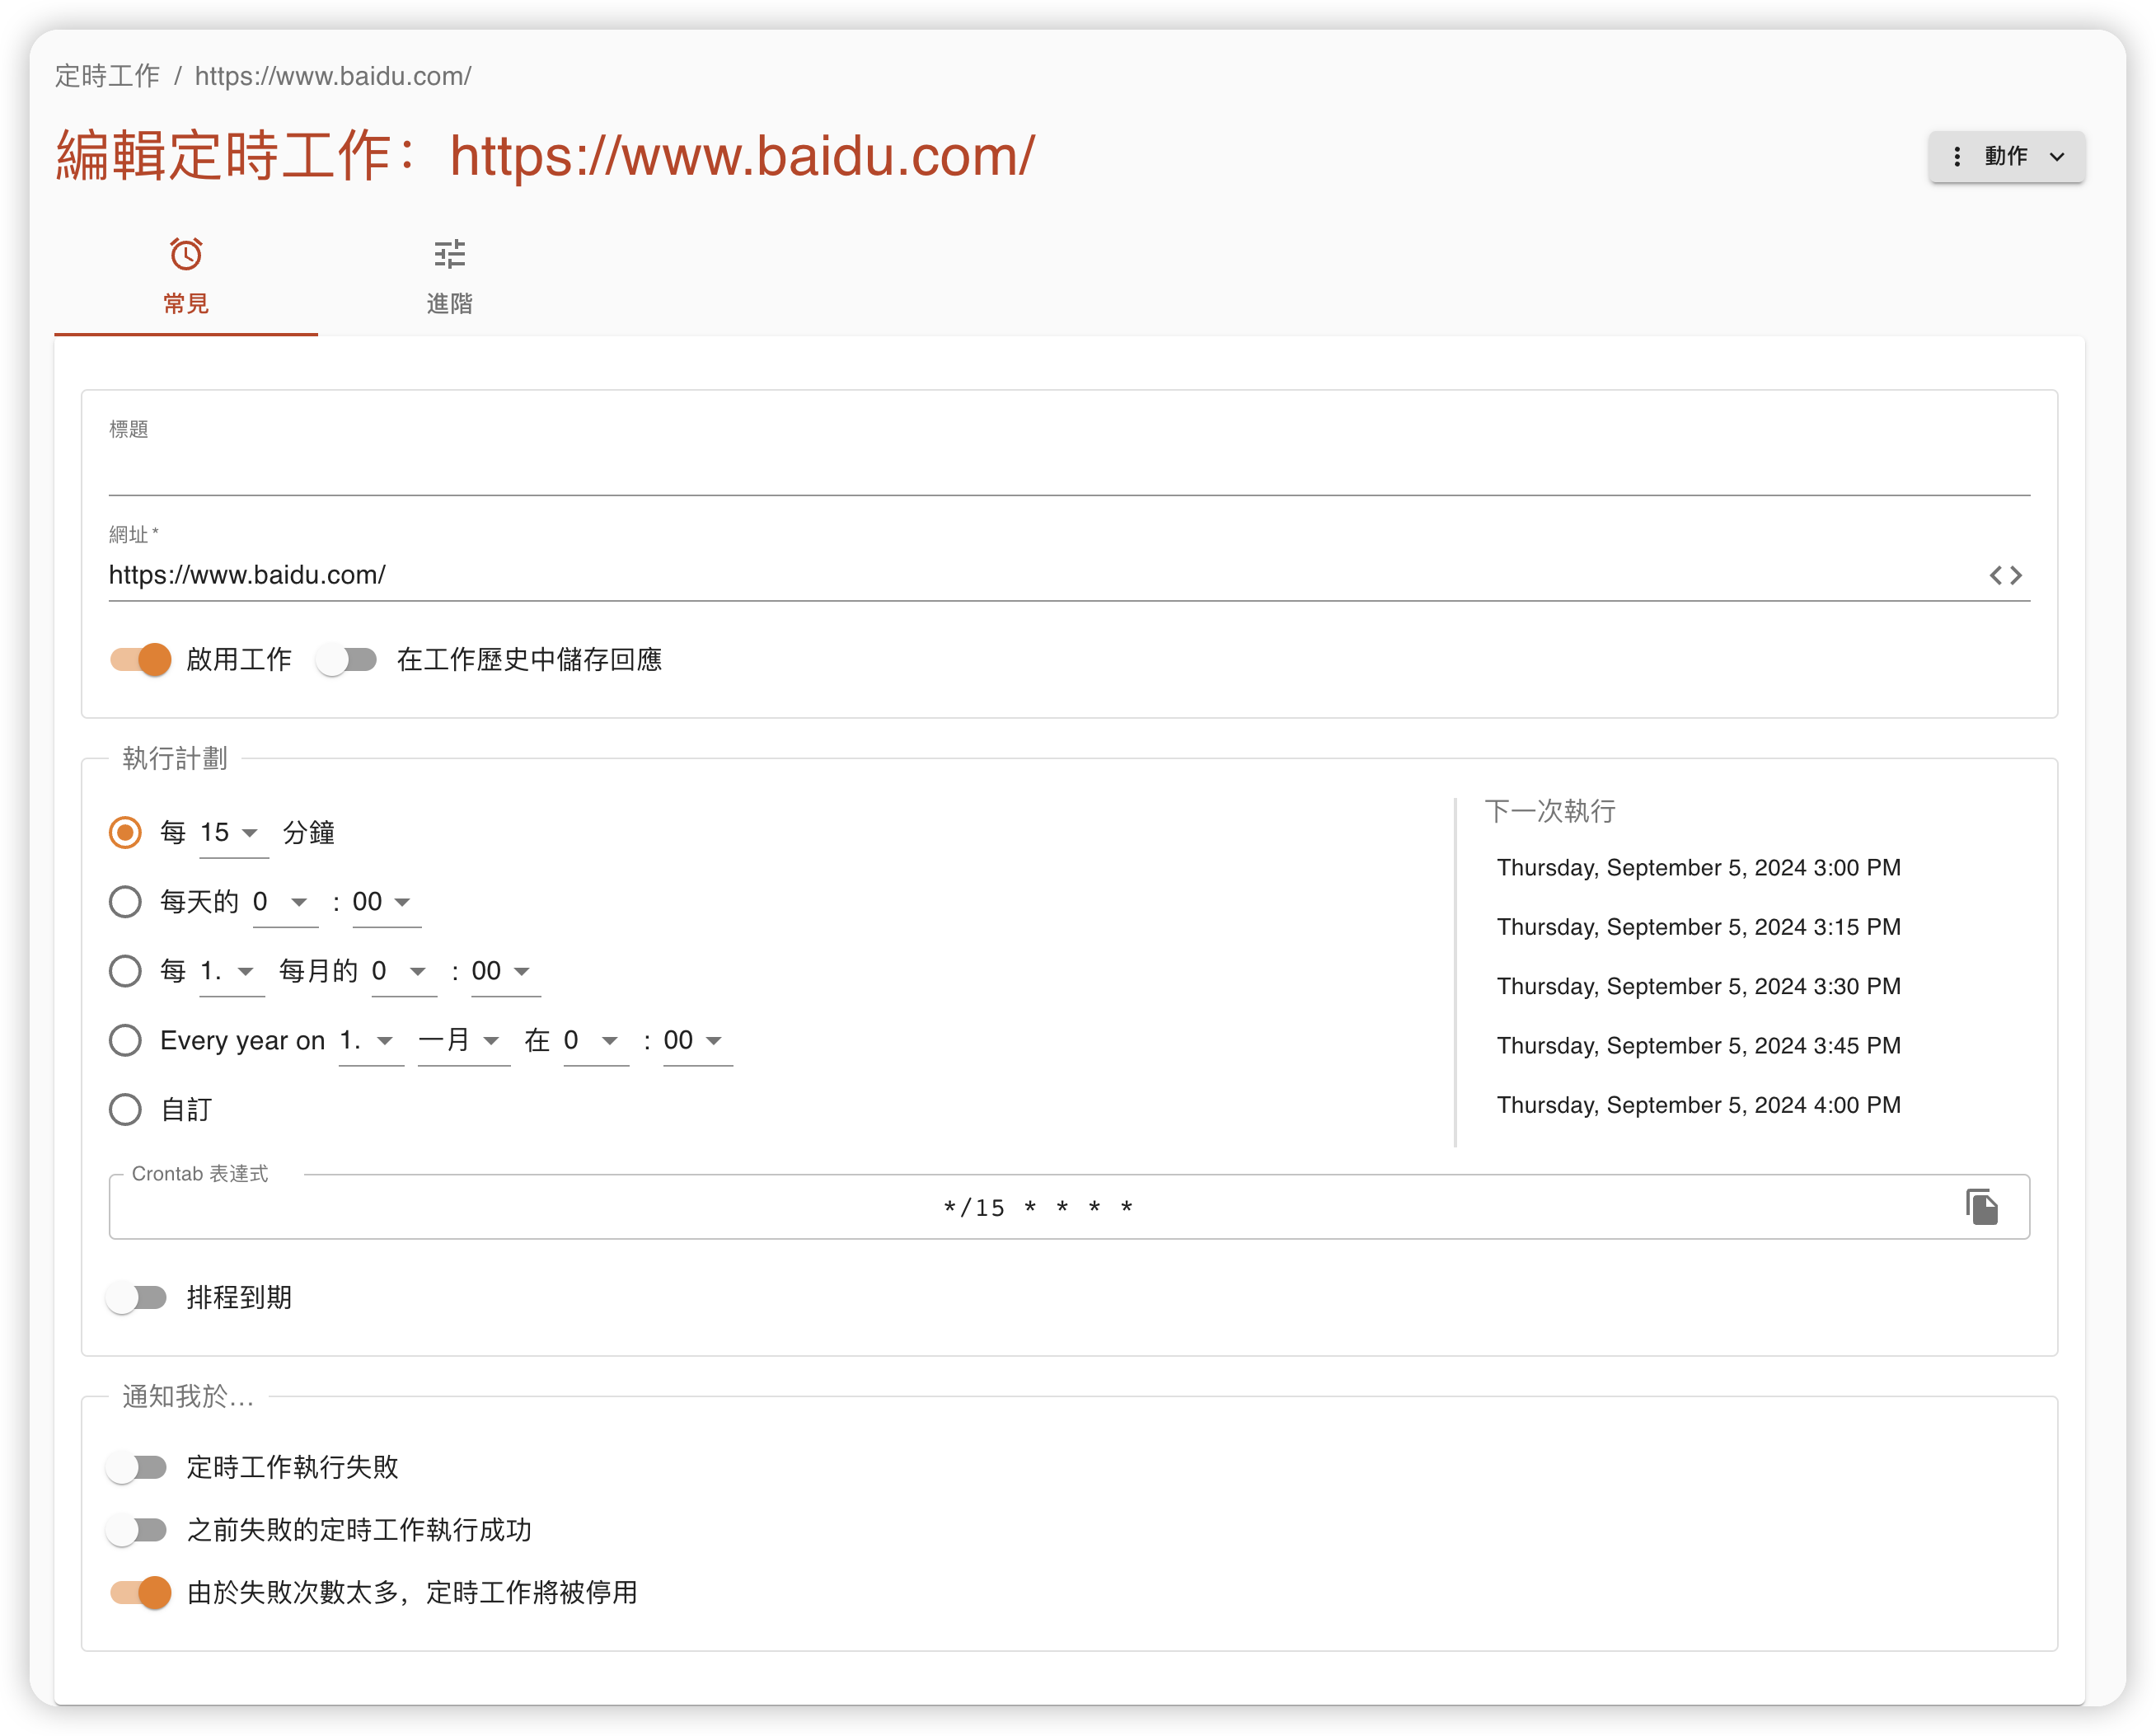 定時工作 / https://www.baidu.com/
編輯定時工作：https://www.baidu.com/
動作
常見
進階
標題
網址 *
https://www.baidu.com/
啟用工作 在工作歷史中儲存回應
執行計劃
每 15 分鐘
每天的 0 : 00
每 1. 每月的 0 : 00
Every year on 1. 一月 在 0 : 00
自訂
下一次執行
Thursday, September 5, 2024 3:00 PM
Thursday, September 5, 2024 3:15 PM
Thursday, September 5, 2024 3:30 PM
Thursday, September 5, 2024 3:45 PM
Thursday, September 5, 2024 4:00 PM
Crontab 表達式
*/15 * * * *
排程到期
通知我於…
定時工作執行失敗
之前失敗的定時工作執行成功
由於失敗次數太多，定時工作將被停用